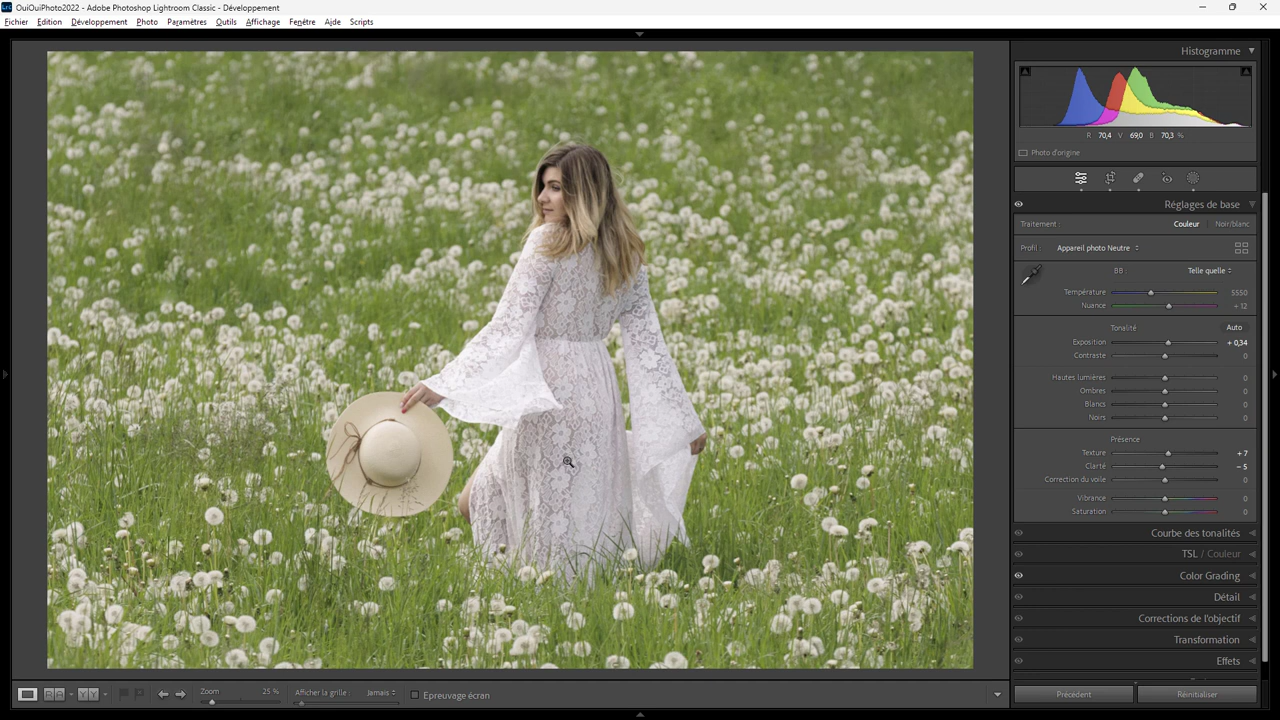 OuiOuiPhoto2022 - Adobe Photoshop Lightroom Classic - Développement
Fichier Edition Développement Photo Paramètres Outils Affichage Fenêtre Aide Scripts
Histogramme
R 70,4 V 69,0 B 70,3 %
Photo d'origine
Réglages de base
Traitement : Couleur Noir/blanc
Profil : Appareil photo Neutre
BB : Telle quelle
Température 5550
Nuance + 12
Tonalité Auto
Exposition + 0,34
Contraste 0
Hautes lumières 0
Ombres 0
Blancs 0
Noirs 0
Présence
Texture + 7
Clarté − 5
Correction du voile 0
Vibrance 0
Saturation 0
Courbe des tonalités
TSL / Couleur
Color Grading
Détail
Corrections de l'objectif
Transformation
Effets
Zoom 25 % Afficher la grille : Jamais Epreuvage écran
Précédent Réinitialiser